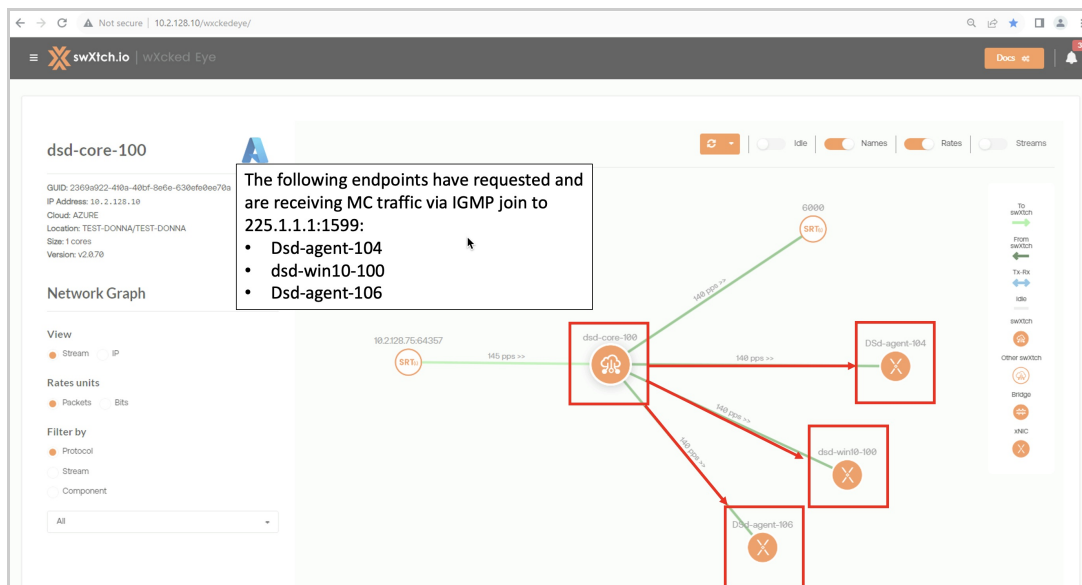 Not secure | 10.2.128.10/wxckedeye/
3
swXtch.io | wXcked Eye
Docs
dsd-core-100
Idle
Names
Rates
Streams
GUID: 2369a922-410a-40bf-8e6e-630efe0ee70a
IP Address: 10.2.128.10
Cloud: AZURE
Location: TEST-DONNA/TEST-DONNA
Size: 1 cores
Version: v2.0.70
The following endpoints have requested and
are receiving MC traffic via IGMP join to
225.1.1.1:1599:
• Dsd-agent-104
• dsd-win10-100
• Dsd-agent-106
Network Graph
View
Stream
IP
Rates units
Packets
Bits
Filter by
Protocol
Stream
Component
All
6000
SRT
140 pps >>
10.2.128.75:64357
SRT
145 pps >>
dsd-core-100
140 pps >>
DSd-agent-104
X
140 pps >>
dsd-win10-100
X
140 pps >>
DSd-agent-106
X
To
swXtch
From
swXtch
Tx-Rx
Idle
swXtch
Other swXtch
Bridge
xNIC
X